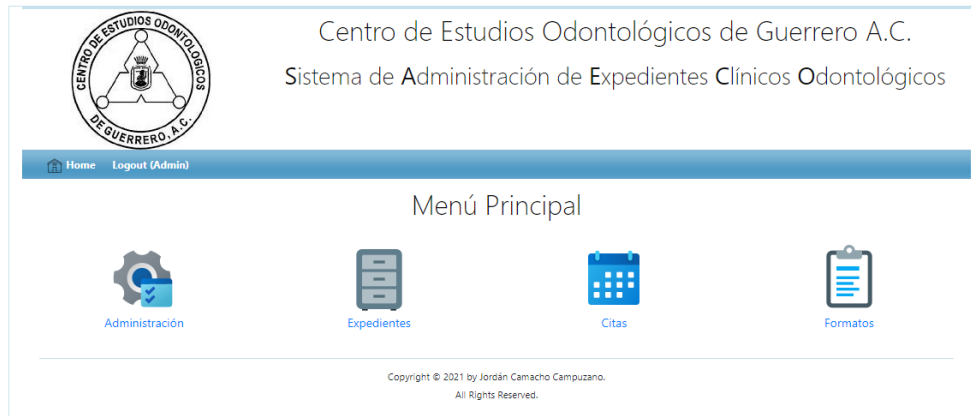 CENTRO DE ESTUDIOS ODONTOLOGICOS
DE GUERRERO, A.C.
Centro de Estudios Odontológicos de Guerrero A.C.
Sistema de Administración de Expedientes Clínicos Odontológicos
Home Logout (Admin)
Menú Principal
Administración Expedientes Citas Formatos
Copyright © 2021 by Jordán Camacho Campuzano.
All Rights Reserved.